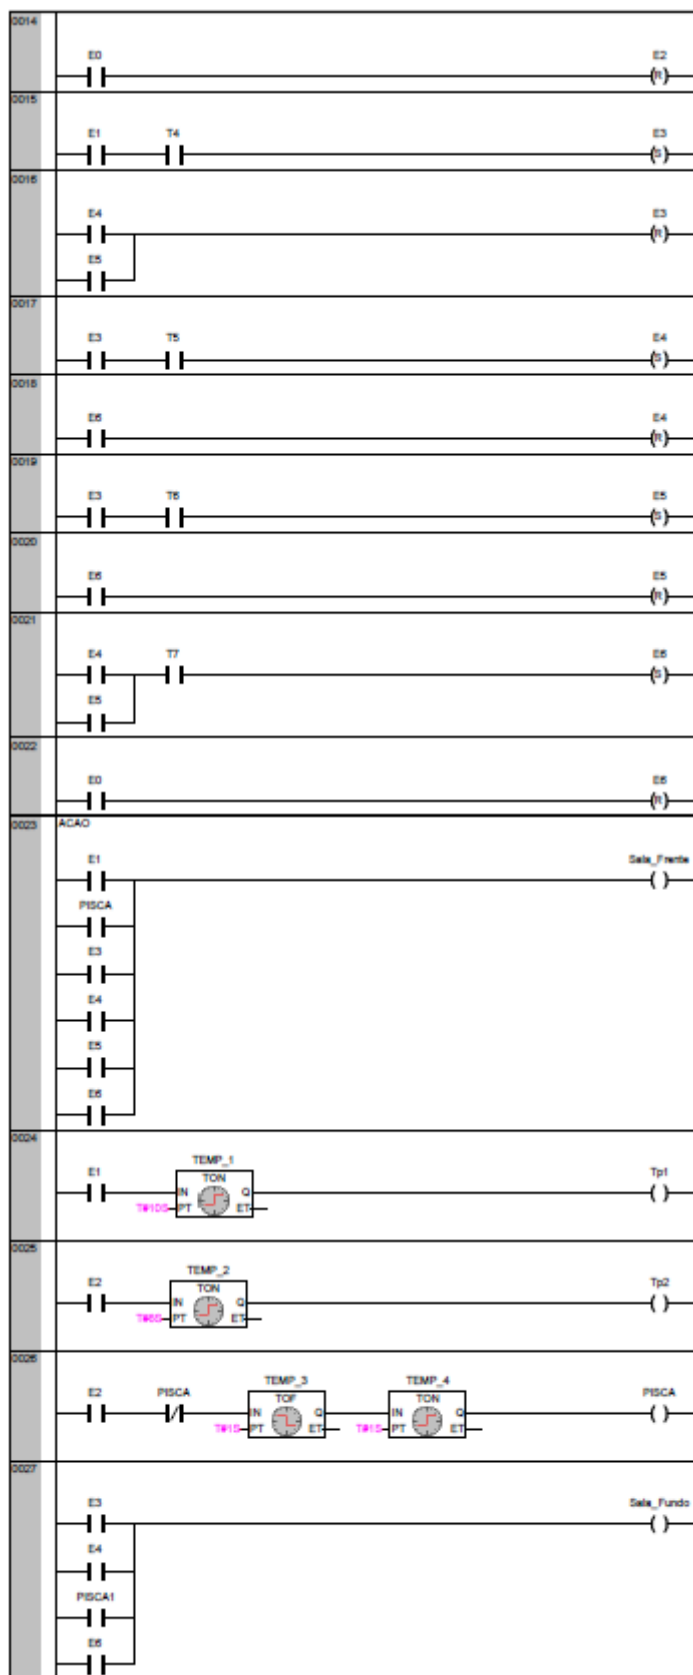 0014
E0 E2
R
0015
E1 T4 E3
S
0016
E4 E3
R
E5
0017
E3 T5 E4
S
0018
E6 E4
R
0019
E3 T6 E5
S
0020
E6 E5
R
0021
E4 T7 E6
S
E5
0022
E0 E6
R
0023 ACAO
E1 Sala_Frente
PISCA
E3
E4
E5
E6
0024
TEMP_1
E1 TON Tp1
IN Q
T#10S PT ET
0025
TEMP_2
E2 TON Tp2
IN Q
T#6S PT ET
0026
TEMP_3 TEMP_4
E2 PISCA TOF TON PISCA
IN Q IN Q
T#1S PT ET T#1S PT ET
0027
E3 Sala_Fundo
E4
PISCA1
E6